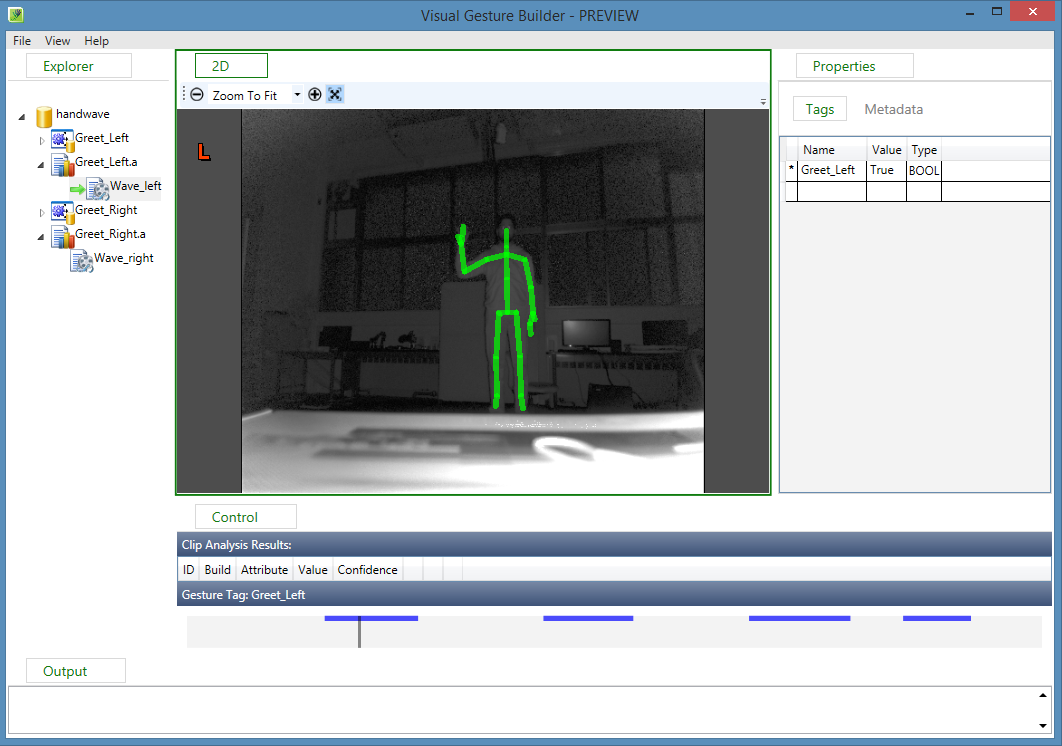 Visual Gesture Builder - PREVIEW
File View Help
Explorer
handwave
Greet_Left
Greet_Left.a
Wave_left
Greet_Right
Greet_Right.a
Wave_right
2D
Zoom To Fit
L
Properties
Tags Metadata
Name Value Type
* Greet_Left True BOOL
Control
Clip Analysis Results:
ID Build Attribute Value Confidence
Gesture Tag: Greet_Left
Output